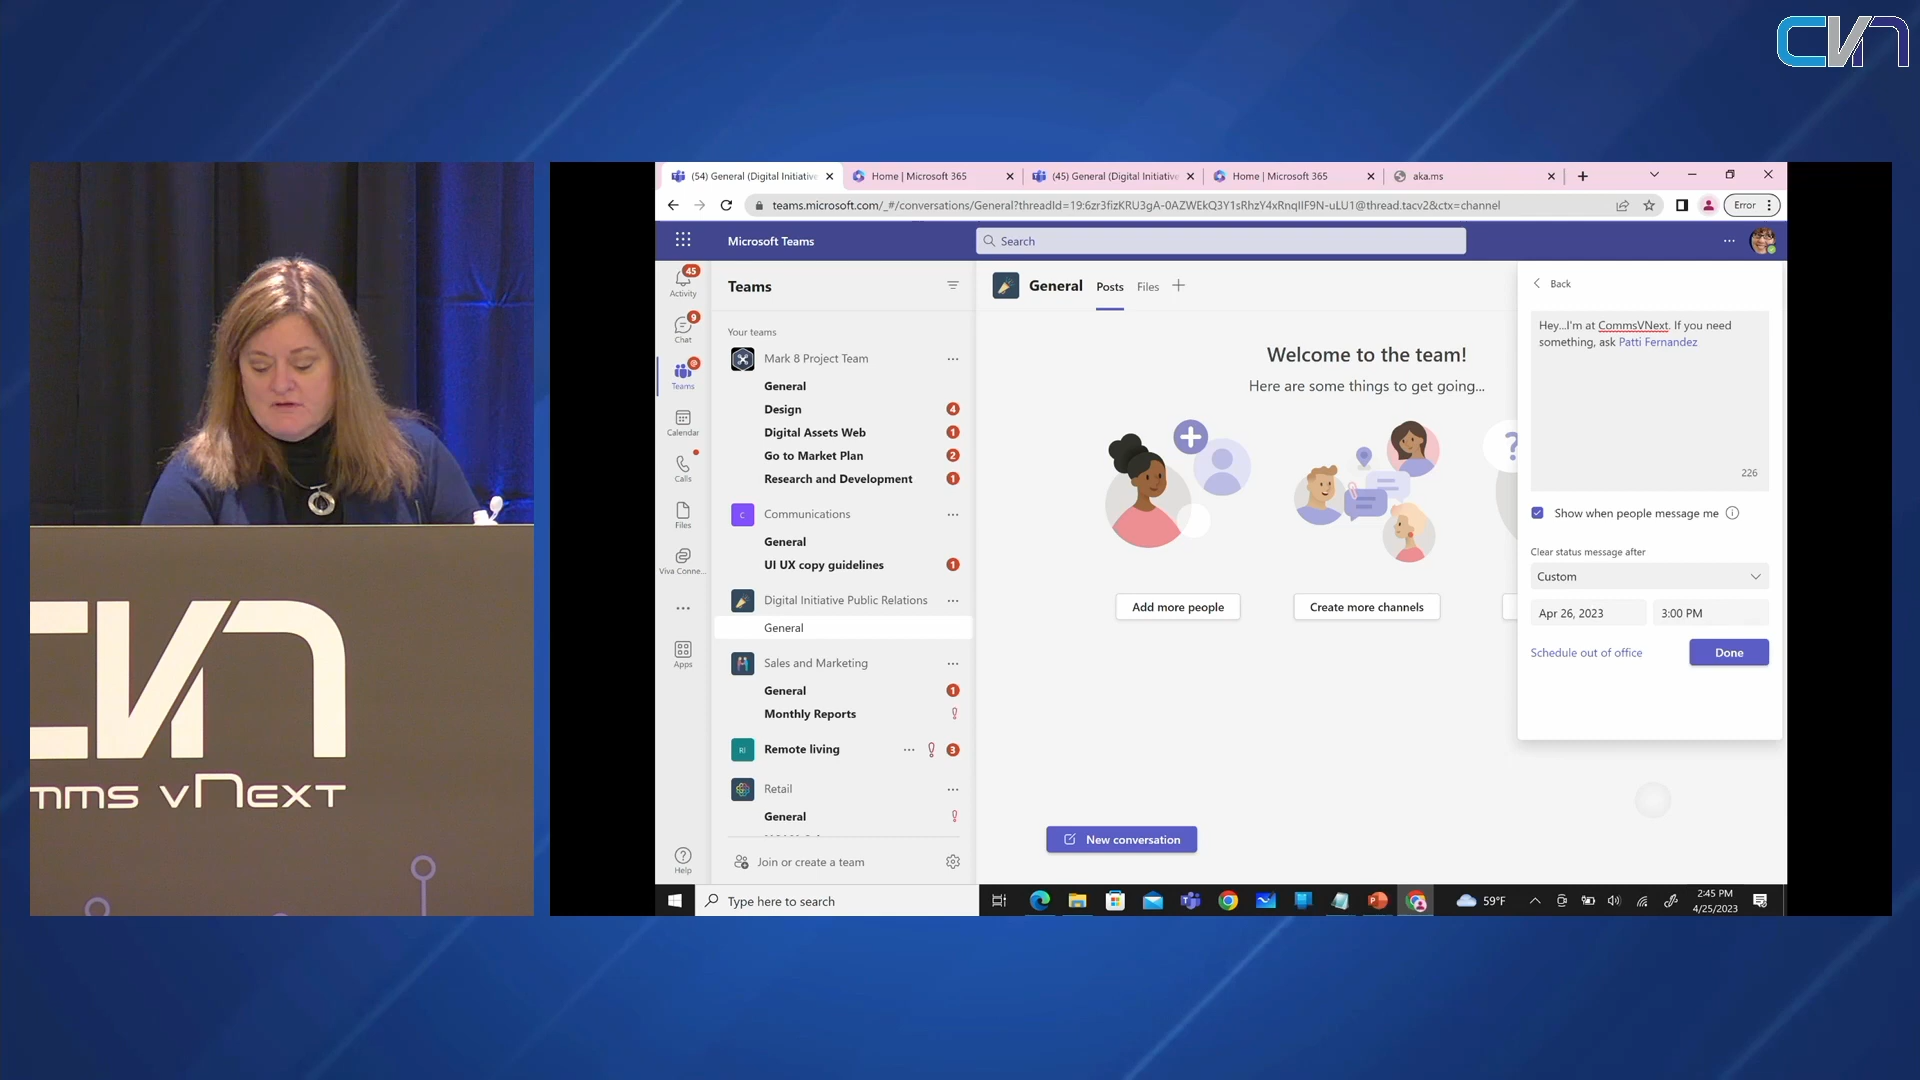 CVN
(54) General (Digital Initiative
Home | Microsoft 365
(45) General (Digital Initiative
Home | Microsoft 365
aka.ms
teams.microsoft.com/_#/conversations/General?threadId=19:6zr3fizKRU3gA-0AZWEkQ3Y1sRhzY4xRnqIIF9N-uLU1@thread.tacv2&ctx=channel
Error
Microsoft Teams
Search
45
Activity
9
Chat
@
Teams
Calendar
Calls
Files
Viva Conne...
Apps
Help
Teams
Your teams
Mark 8 Project Team
General
Design 4
Digital Assets Web 1
Go to Market Plan 2
Research and Development 1
C Communications
General
UI UX copy guidelines 1
Digital Initiative Public Relations
General
Sales and Marketing
General 1
Monthly Reports !
Rl Remote living ! 3
Retail
General !
Join or create a team
General Posts Files
Welcome to the team!
Here are some things to get going...
?
Add more people
Create more channels
New conversation
Back
Hey...I'm at CommsVNext. If you need
something, ask Patti Fernandez
226
Show when people message me
Clear status message after
Custom
Apr 26, 2023 3:00 PM
Schedule out of office Done
Type here to search
59°F
2:45 PM
4/25/2023
CVN
mms vNext